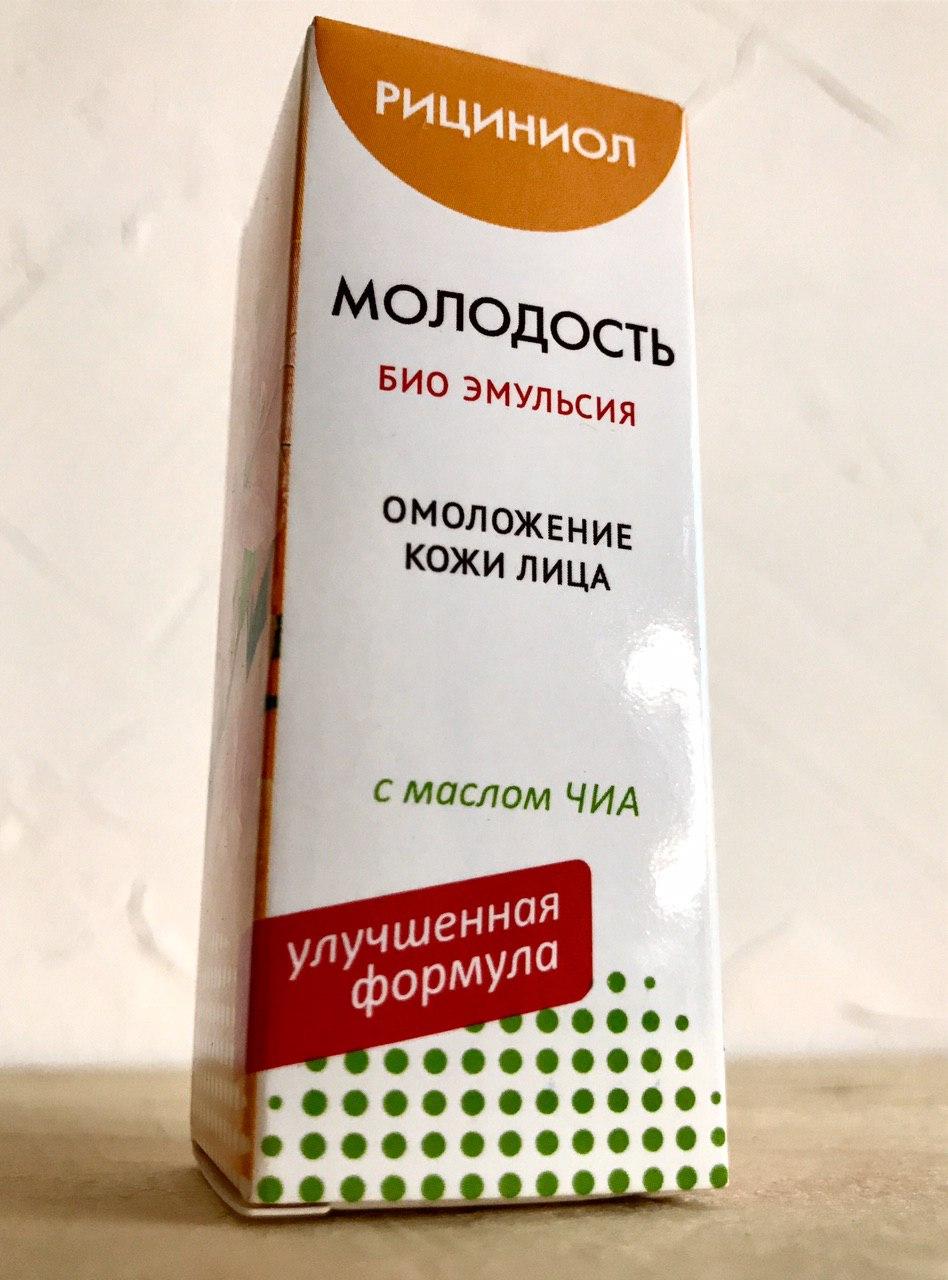 РИЦИНИОЛ
МОЛОДОСТЬ
БИО ЭМУЛЬСИЯ
ОМОЛОЖЕНИЕ
КОЖИ ЛИЦА
с маслом ЧИА
улучшенная
формула